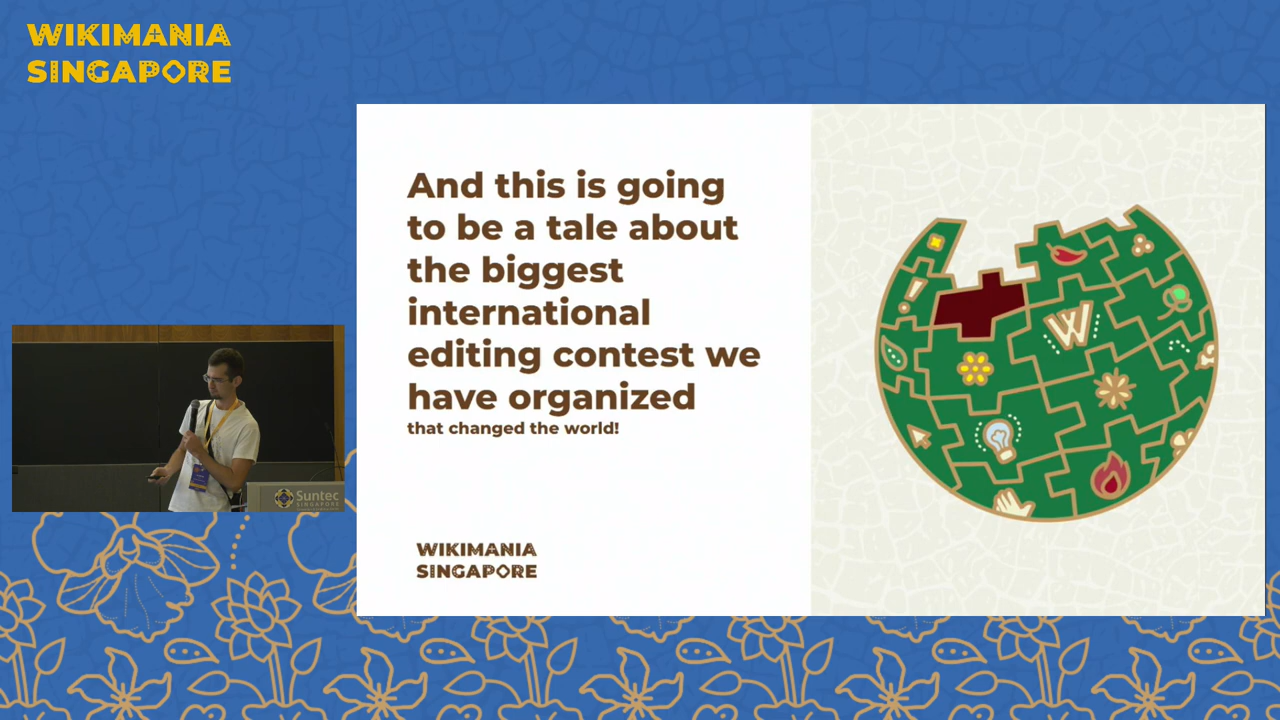 WIKIMANIA
SINGAPORE
And this is going
to be a tale about
the biggest
international
editing contest we
have organized
that changed the world!
WIKIMANIA
SINGAPORE
W
Suntec
SINGAPORE